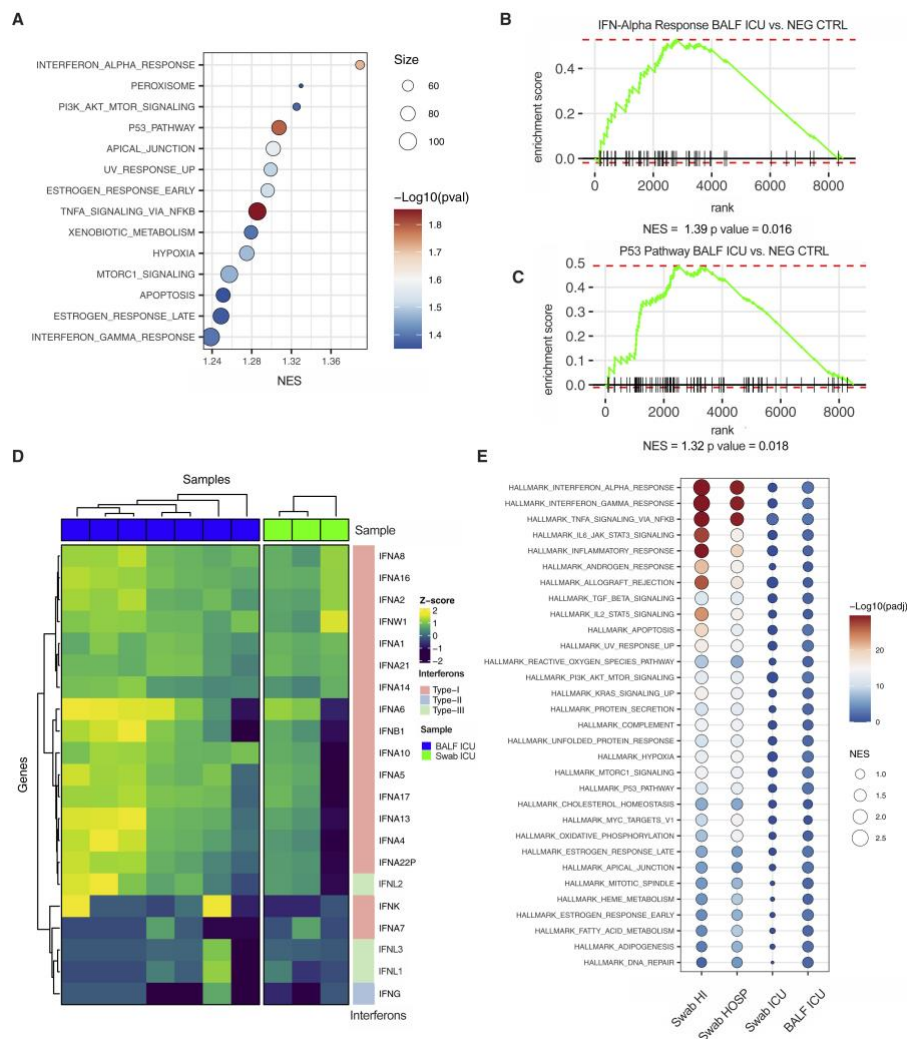 A
INTERFERON_ALPHA_RESPONSE
PEROXISOME
PI3K_AKT_MTOR_SIGNALING
P53_PATHWAY
APICAL_JUNCTION
UV_RESPONSE_UP
ESTROGEN_RESPONSE_EARLY
TNFA_SIGNALING_VIA_NFKB
XENOBIOTIC_METABOLISM
HYPOXIA
MTORC1_SIGNALING
APOPTOSIS
ESTROGEN_RESPONSE_LATE
INTERFERON_GAMMA_RESPONSE
1.24 1.28 1.32 1.36
NES
Size
60
80
100
−Log10(pval)
1.8
1.7
1.6
1.5
1.4
B
IFN-Alpha Response BALF ICU vs. NEG CTRL
enrichment score
0.4
0.2
0.0
0 2000 4000 6000 8000
rank
NES = 1.39 p value = 0.016
C
P53 Pathway BALF ICU vs. NEG CTRL
enrichment score
0.5
0.4
0.3
0.2
0.1
0.0
0 2000 4000 6000 8000
rank
NES = 1.32 p value = 0.018
D
Samples
Sample
Genes
IFNA8
IFNA16
IFNA2
IFNW1
IFNA1
IFNA21
IFNA14
IFNA6
IFNB1
IFNA10
IFNA5
IFNA17
IFNA13
IFNA4
IFNA22P
IFNL2
IFNK
IFNA7
IFNL3
IFNL1
IFNG
Interferons
Z−score
2
1
0
−1
−2
Interferons
Type−I
Type−II
Type−III
Sample
BALF ICU
Swab ICU
E
HALLMARK_INTERFERON_ALPHA_RESPONSE
HALLMARK_INTERFERON_GAMMA_RESPONSE
HALLMARK_TNFA_SIGNALING_VIA_NFKB
HALLMARK_IL6_JAK_STAT3_SIGNALING
HALLMARK_INFLAMMATORY_RESPONSE
HALLMARK_ANDROGEN_RESPONSE
HALLMARK_ALLOGRAFT_REJECTION
HALLMARK_TGF_BETA_SIGNALING
HALLMARK_IL2_STAT5_SIGNALING
HALLMARK_APOPTOSIS
HALLMARK_UV_RESPONSE_UP
HALLMARK_REACTIVE_OXYGEN_SPECIES_PATHWAY
HALLMARK_PI3K_AKT_MTOR_SIGNALING
HALLMARK_KRAS_SIGNALING_UP
HALLMARK_PROTEIN_SECRETION
HALLMARK_COMPLEMENT
HALLMARK_UNFOLDED_PROTEIN_RESPONSE
HALLMARK_HYPOXIA
HALLMARK_MTORC1_SIGNALING
HALLMARK_P53_PATHWAY
HALLMARK_CHOLESTEROL_HOMEOSTASIS
HALLMARK_MYC_TARGETS_V1
HALLMARK_OXIDATIVE_PHOSPHORYLATION
HALLMARK_ESTROGEN_RESPONSE_LATE
HALLMARK_APICAL_JUNCTION
HALLMARK_MITOTIC_SPINDLE
HALLMARK_HEME_METABOLISM
HALLMARK_ESTROGEN_RESPONSE_EARLY
HALLMARK_FATTY_ACID_METABOLISM
HALLMARK_ADIPOGENESIS
HALLMARK_DNA_REPAIR
Swab HI
Swab HOSP
Swab ICU
BALF ICU
−Log10(padj)
30
20
10
0
NES
1.0
1.5
2.0
2.5